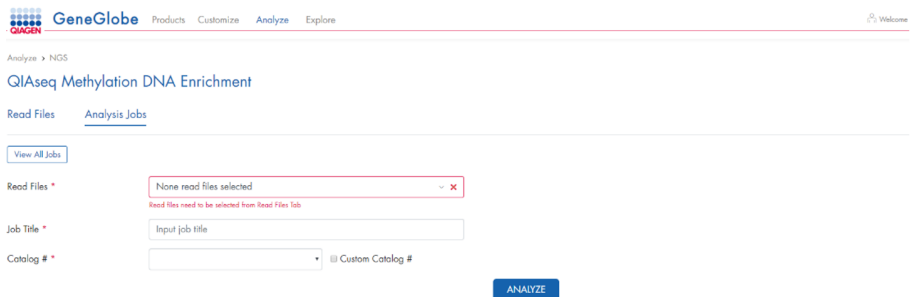 QIAGEN GeneGlobe Products Customize Analyze Explore Welcome
Analyze > NGS
QIAseq Methylation DNA Enrichment
Read Files Analysis Jobs
View All Jobs
Read Files * None read files selected
Read files need to be selected from Read Files Tab
Job Title * Input job title
Catalog # * Custom Catalog #
ANALYZE